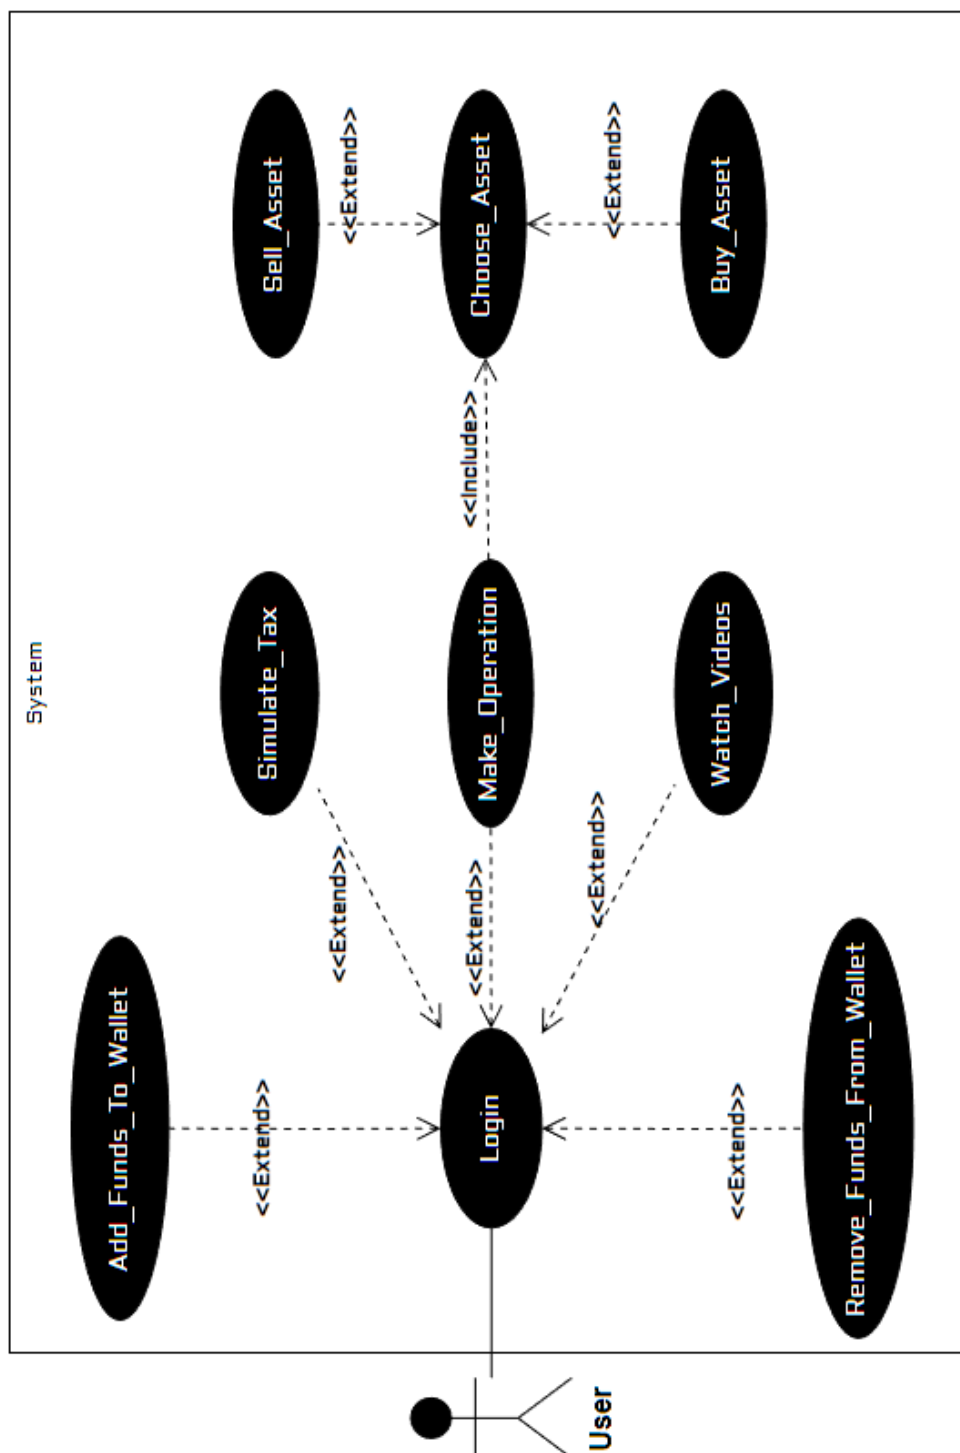 System
Add_Funds_To_Wallet
<<Extend>>
Simulate_Tax
Sell_Asset
<<Extend>>
<<Extend>>
<<Extend>>
<<Include>>
Login
Make_Operation
Choose_Asset
User
<<Extend>>
<<Extend>>
<<Extend>>
Watch_Videos
Buy_Asset
Remove_Funds_From_Wallet